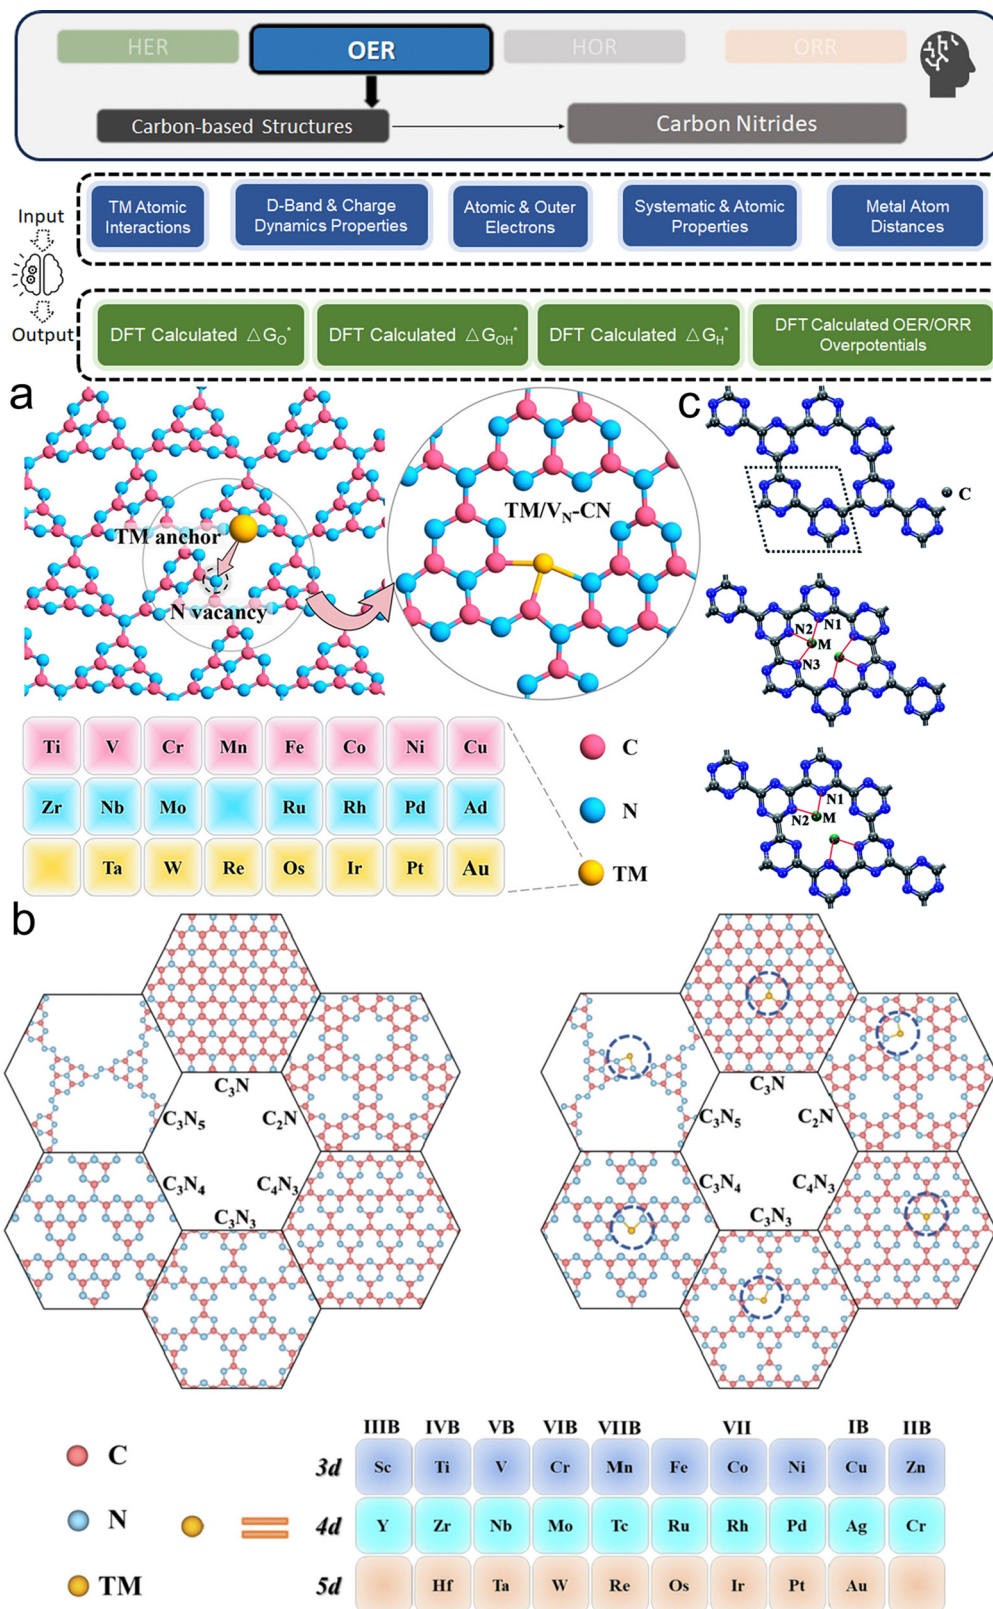 HER
OER
HOR
ORR
Carbon-based Structures
Carbon Nitrides
Input
Output
TM Atomic
Interactions
D-Band & Charge
Dynamics Properties
Atomic & Outer
Electrons
Systematic & Atomic
Properties
Metal Atom
Distances
DFT Calculated △G_O*
DFT Calculated △G_OH*
DFT Calculated △G_H*
DFT Calculated OER/ORR
Overpotentials
a
TM anchor
N vacancy
TM/V_N-CN
c
C
N1
N2
M
N3
N1
N2
M
Ti V Cr Mn Fe Co Ni Cu
Zr Nb Mo Ru Rh Pd Ad
Ta W Re Os Ir Pt Au
C
N
TM
b
C₃N
C₃N₅
C₂N
C₃N₄
C₄N₃
C₃N₃
C₃N
C₃N₅
C₂N
C₃N₄
C₄N₃
C₃N₃
C
N
TM
IIIB IVB VB VIB VIIB VII IB IIB
3d Sc Ti V Cr Mn Fe Co Ni Cu Zn
4d Y Zr Nb Mo Tc Ru Rh Pd Ag Cr
5d Hf Ta W Re Os Ir Pt Au